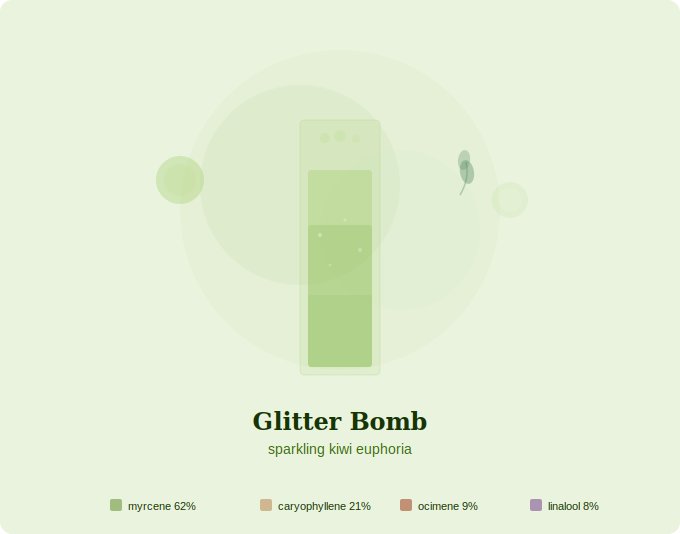 Glitter Bomb
sparkling kiwi euphoria
myrcene 62% caryophyllene 21% ocimene 9% linalool 8%